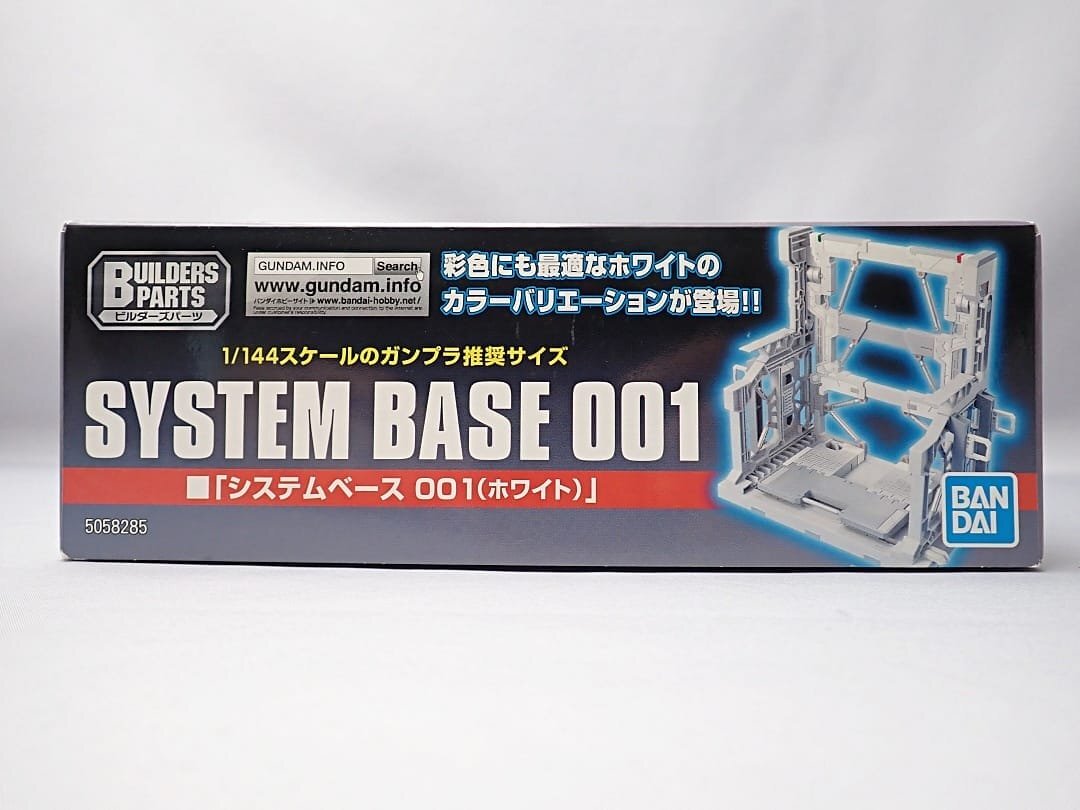 BUILDERS
PARTS
ビルダーズパーツ
GUNDAM.INFO Search
www.gundam.info
バンダイホビーサイト www.bandai-hobby.net/
彩色にも最適なホワイトの
カラーバリエーションが登場!!
1/144スケールのガンプラ推奨サイズ
SYSTEM BASE 001
■「システムベース 001(ホワイト)」
5058285
BAN
DAI